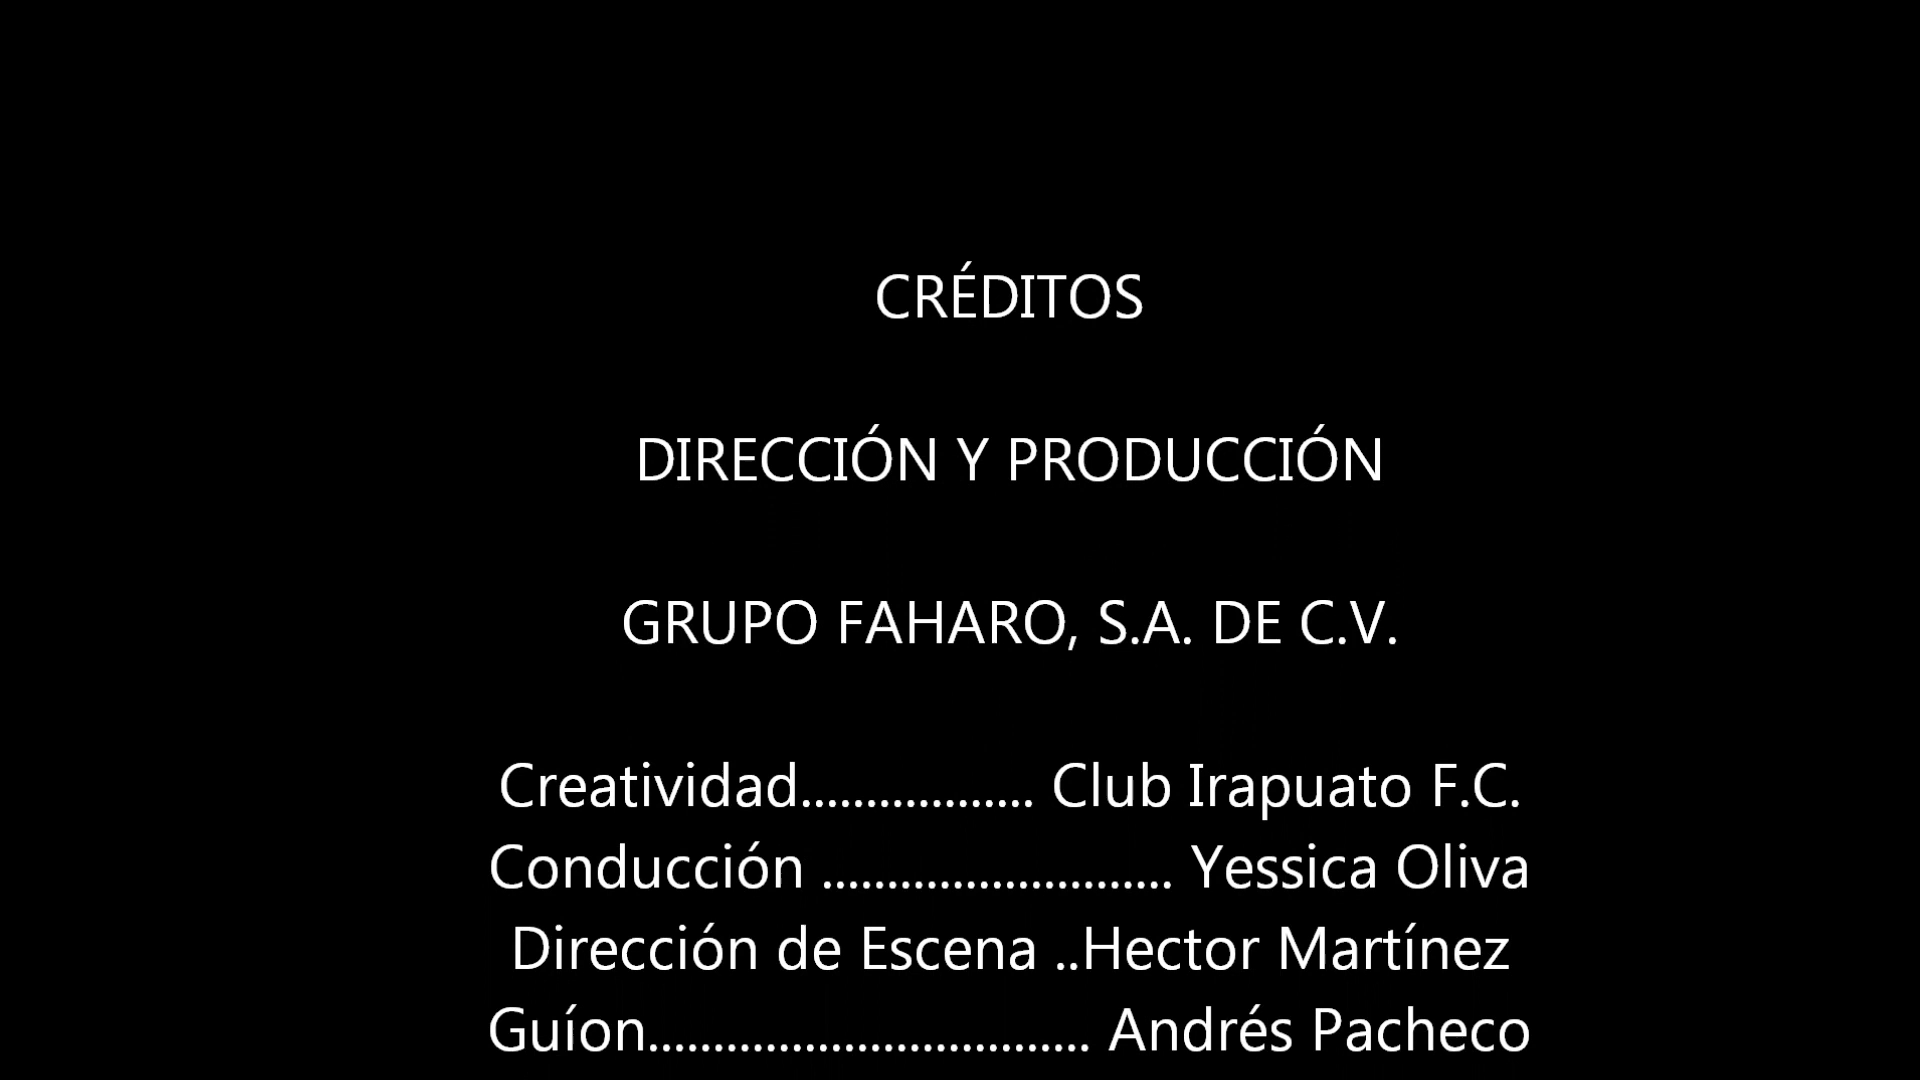 CRÉDITOS
DIRECCIÓN Y PRODUCCIÓN
GRUPO FAHARO, S.A. DE C.V.
Creatividad.................. Club Irapuato F.C.
Conducción ........................... Yessica Oliva
Dirección de Escena ..Hector Martínez
Guíon.................................. Andrés Pacheco